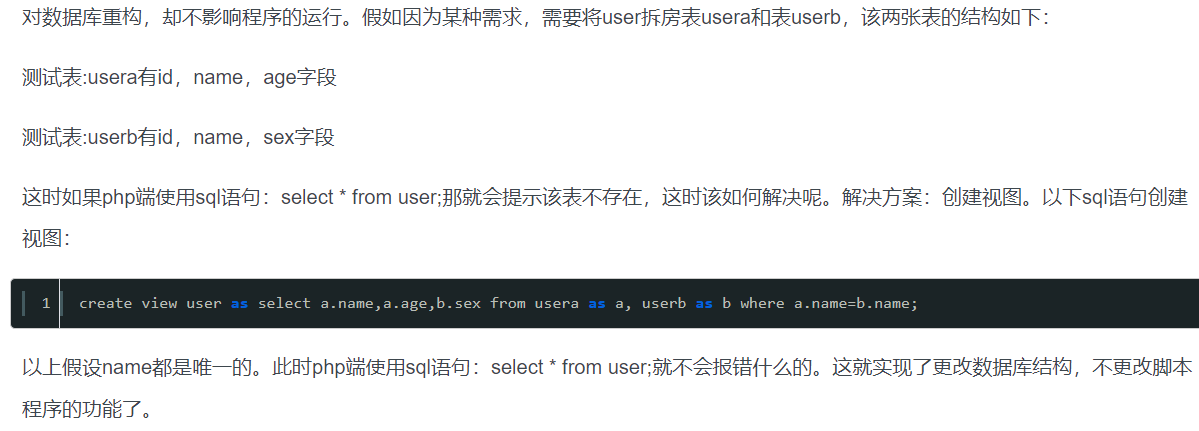 对数据库重构，却不影响程序的运行。假如因为某种需求，需要将user拆房表usera和表userb，该两张表的结构如下：
测试表:usera有id，name，age字段
测试表:userb有id，name，sex字段
这时如果php端使用sql语句：select * from user;那就会提示该表不存在，这时该如何解决呢。解决方案：创建视图。以下sql语句创建
视图：
1 create view user as select a.name,a.age,b.sex from usera as a, userb as b where a.name=b.name;
以上假设name都是唯一的。此时php端使用sql语句：select * from user;就不会报错什么的。这就实现了更改数据库结构，不更改脚本
程序的功能了。